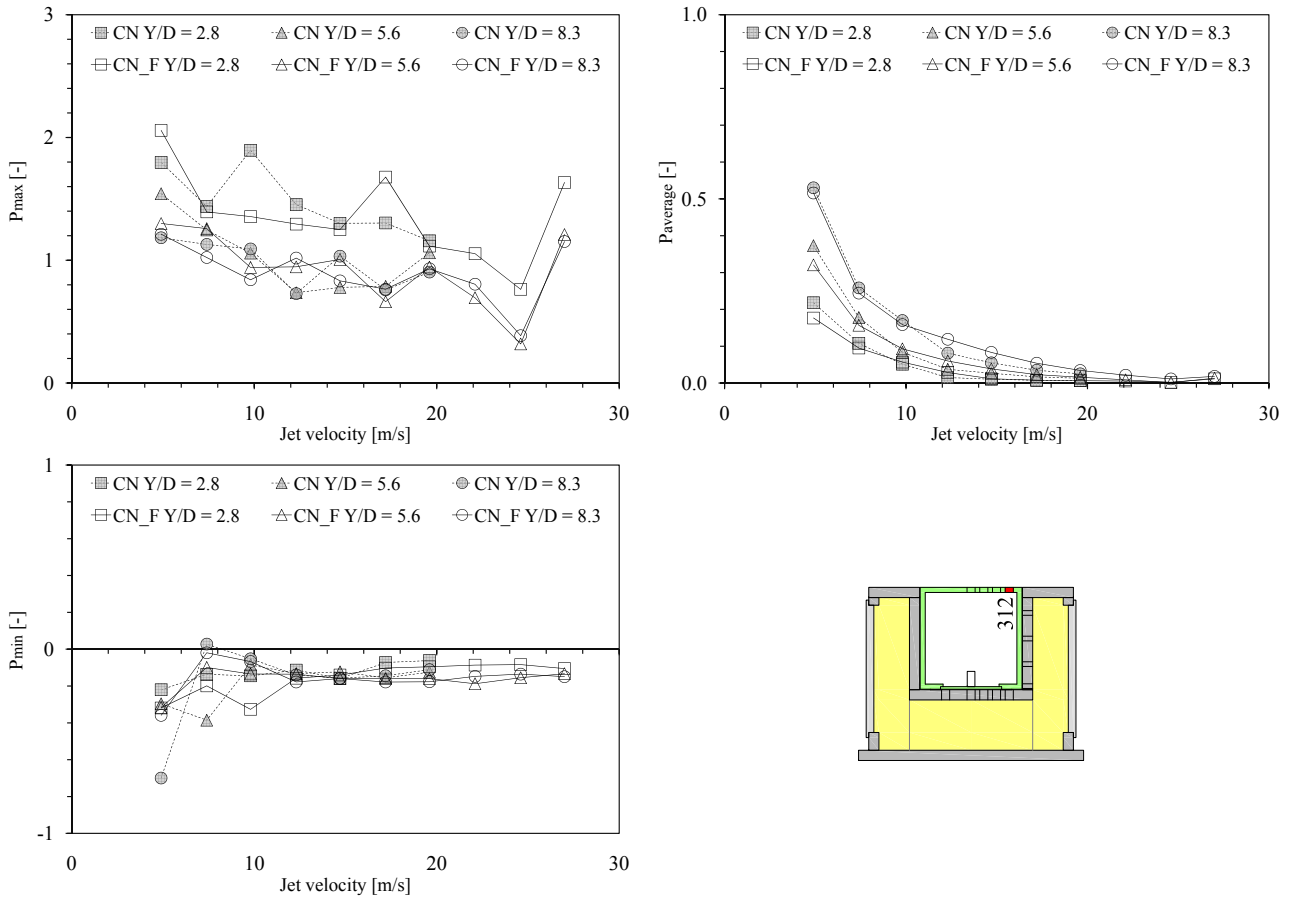 3
2
1
0
Pmax [-]
CN Y/D = 2.8 CN Y/D = 5.6 CN Y/D = 8.3
CN_F Y/D = 2.8 CN_F Y/D = 5.6 CN_F Y/D = 8.3
0 10 20 30
Jet velocity [m/s]
1.0
0.5
0.0
Paverage [-]
CN Y/D = 2.8 CN Y/D = 5.6 CN Y/D = 8.3
CN_F Y/D = 2.8 CN_F Y/D = 5.6 CN_F Y/D = 8.3
0 10 20 30
Jet velocity [m/s]
1
0
-1
Pmin [-]
CN Y/D = 2.8 CN Y/D = 5.6 CN Y/D = 8.3
CN_F Y/D = 2.8 CN_F Y/D = 5.6 CN_F Y/D = 8.3
0 10 20 30
Jet velocity [m/s]
312